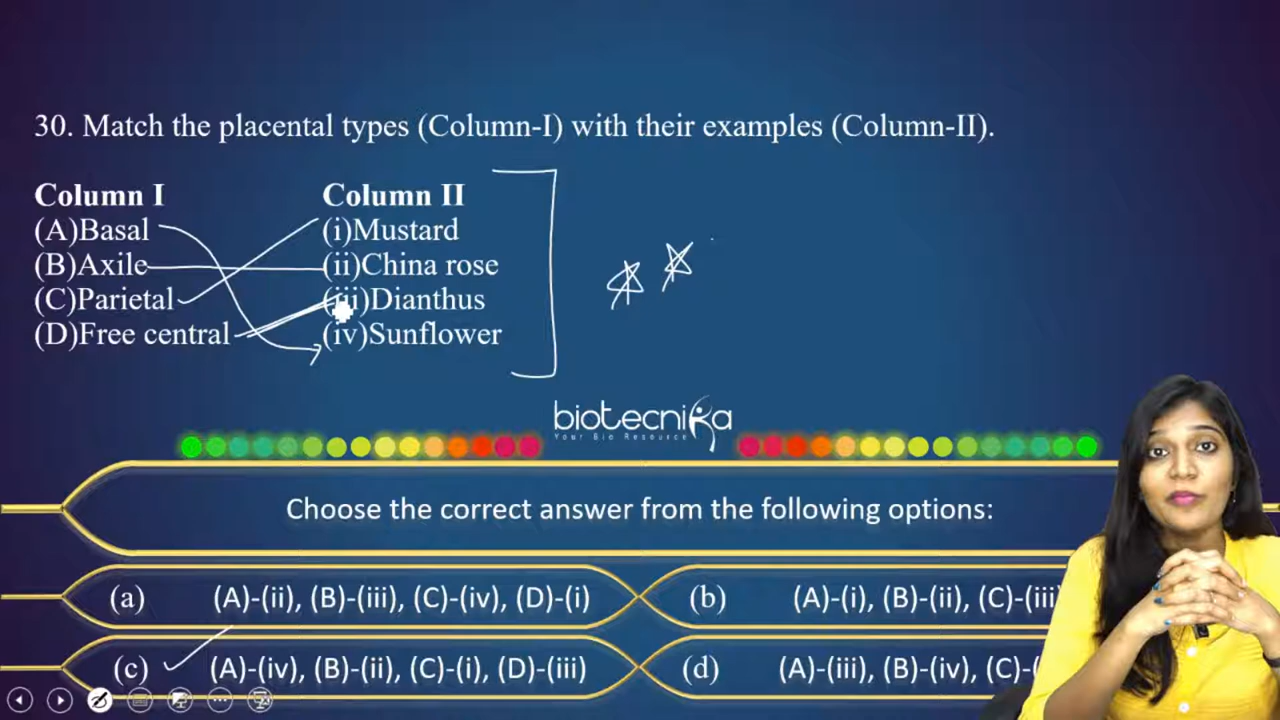 30. Match the placental types (Column-I) with their examples (Column-II).
Column I Column II
(A)Basal (i)Mustard
(B)Axile (ii)China rose
(C)Parietal (iii)Dianthus
(D)Free central (iv)Sunflower
biotecnika
Your Bio Resource
Choose the correct answer from the following options:
(a) (A)-(ii), (B)-(iii), (C)-(iv), (D)-(i) (b) (A)-(i), (B)-(ii), (C)-(iii)
(c) (A)-(iv), (B)-(ii), (C)-(i), (D)-(iii) (d) (A)-(iii), (B)-(iv), (C)-(